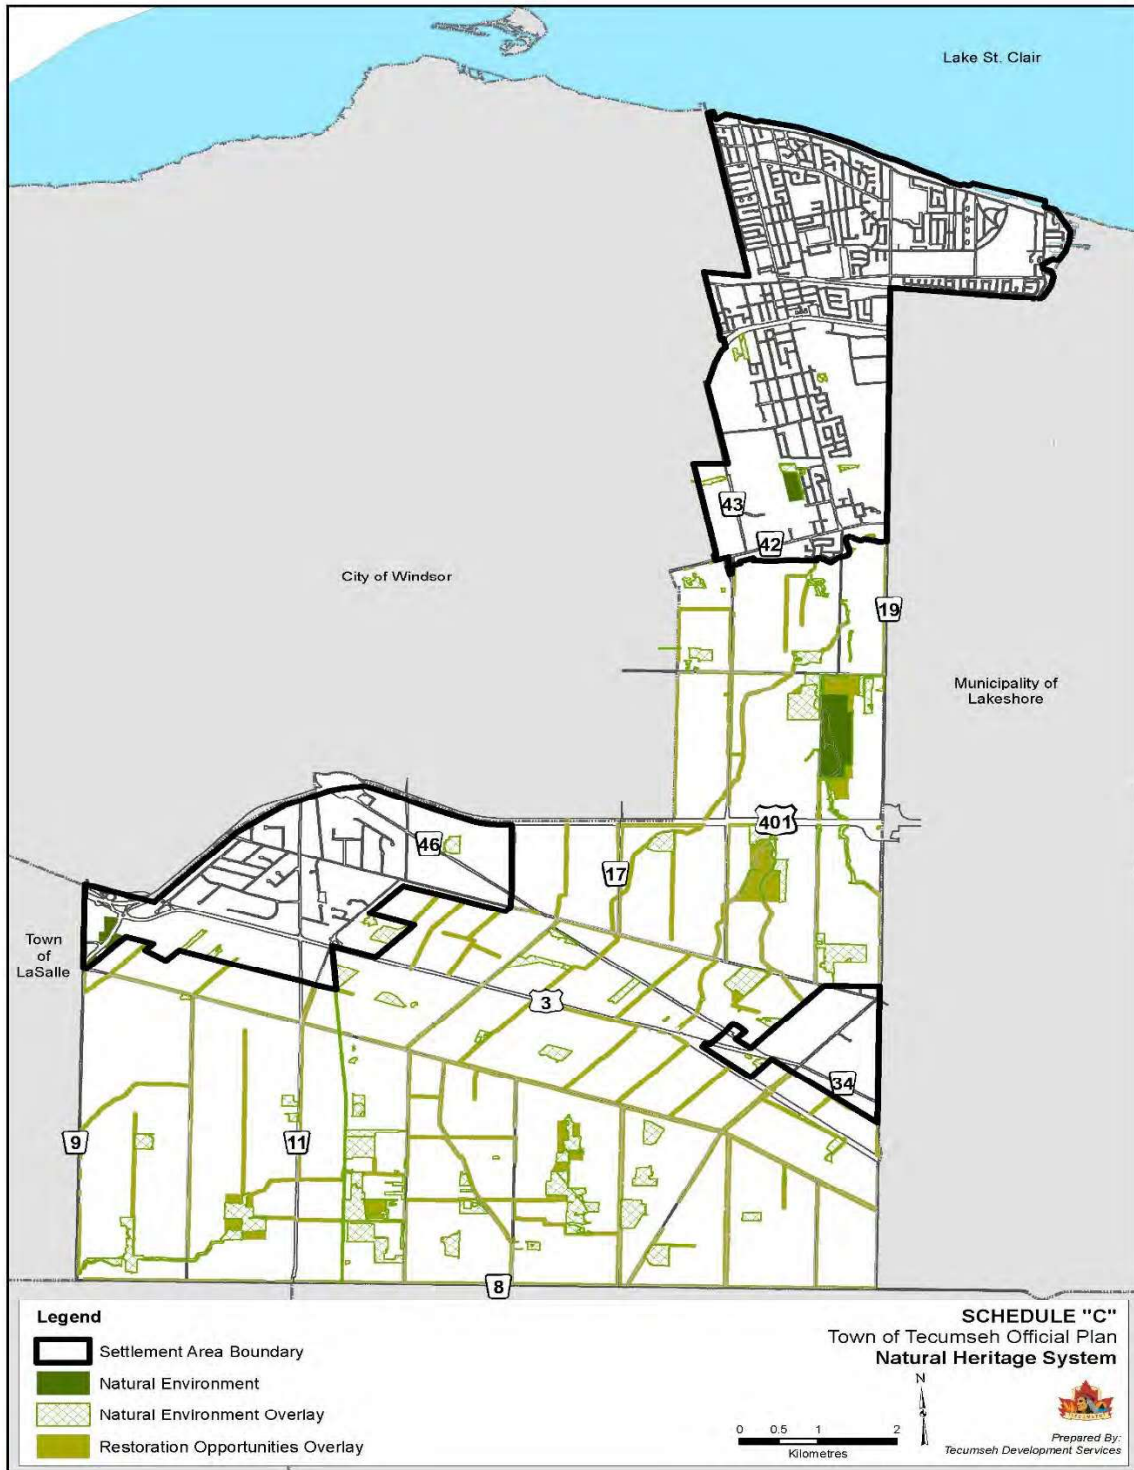 Lake St. Clair
43
42
City of Windsor
19
Municipality of
Lakeshore
401
46
17
Town
of
LaSalle
3
34
9
11
8
Legend
Settlement Area Boundary
Natural Environment
Natural Environment Overlay
Restoration Opportunities Overlay
SCHEDULE "C"
Town of Tecumseh Official Plan
Natural Heritage System
N
0 0.5 1 2
Kilometres
Prepared By:
Tecumseh Development Services